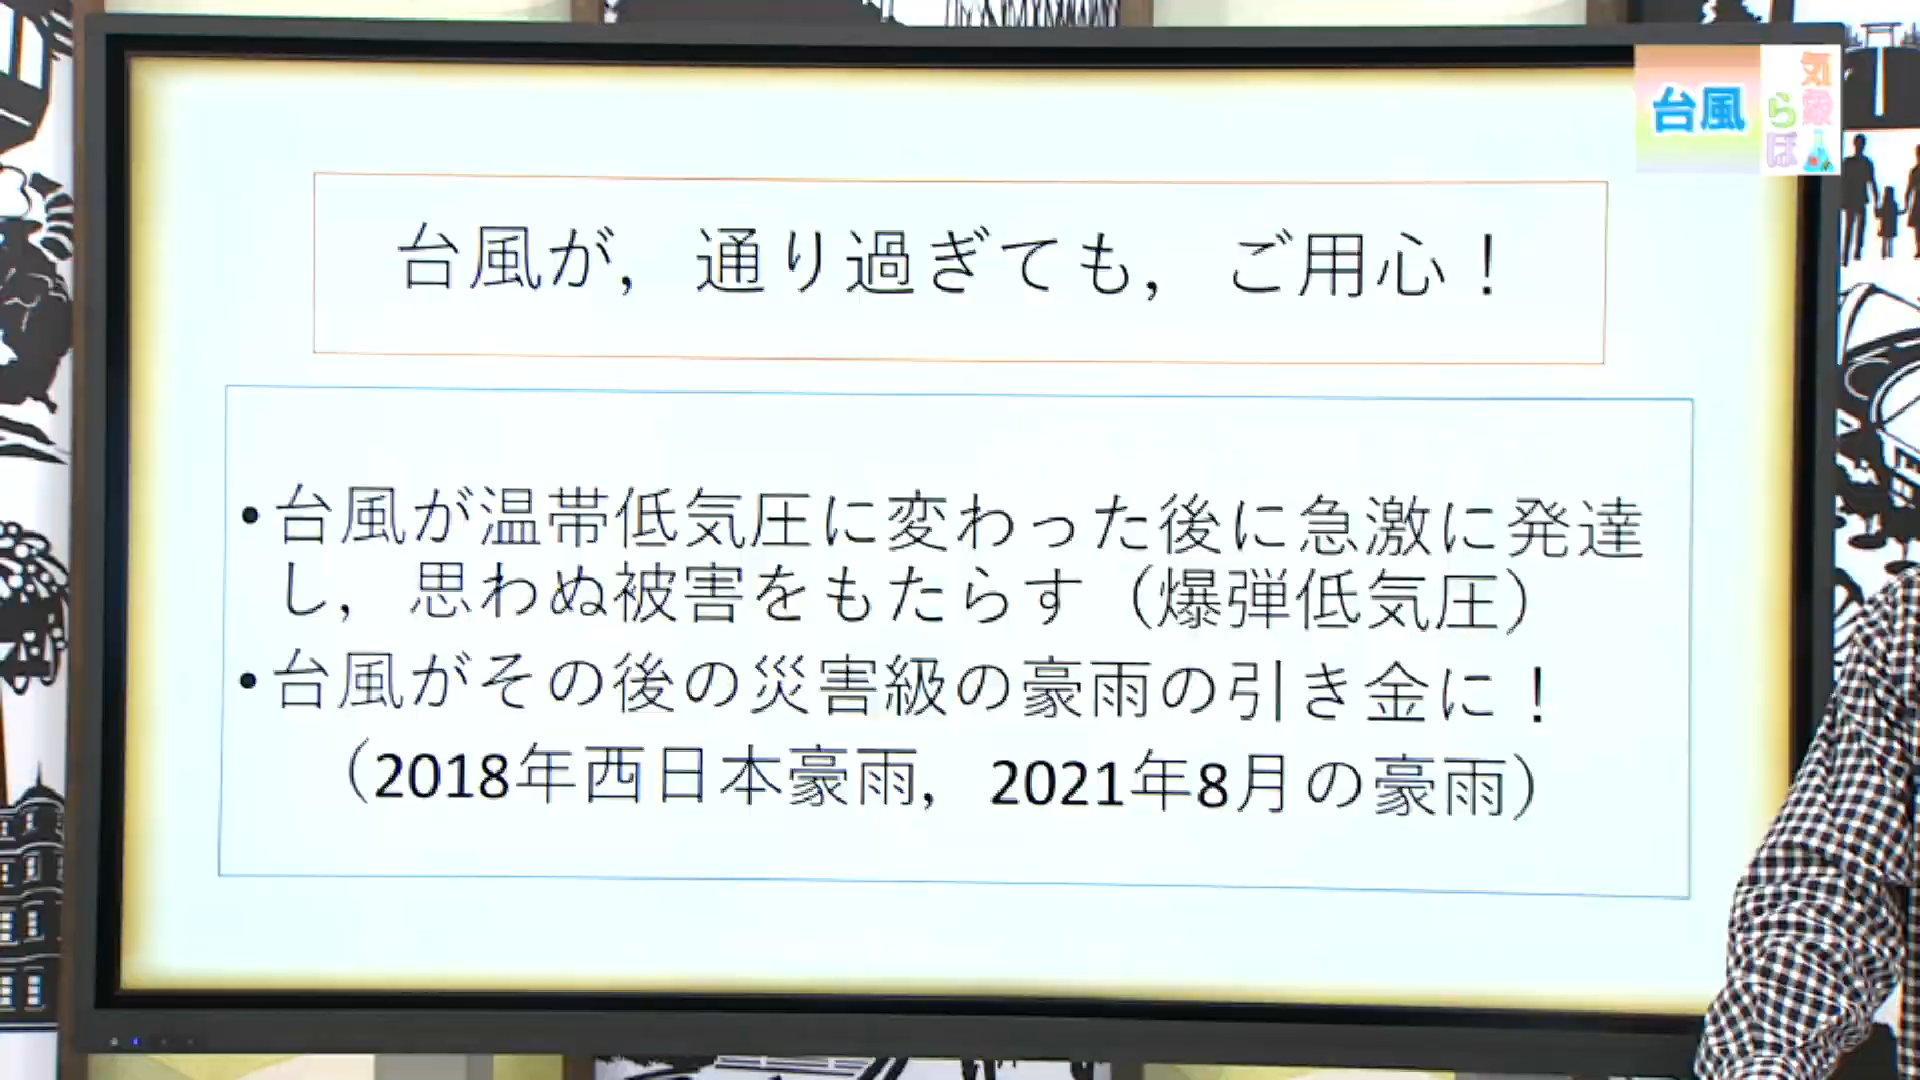 台風
気象
らぼ
台風が，通り過ぎても，ご用心！
•台風が温帯低気圧に変わった後に急激に発達
し，思わぬ被害をもたらす（爆弾低気圧）
•台風がその後の災害級の豪雨の引き金に！
（2018年西日本豪雨，2021年8月の豪雨）